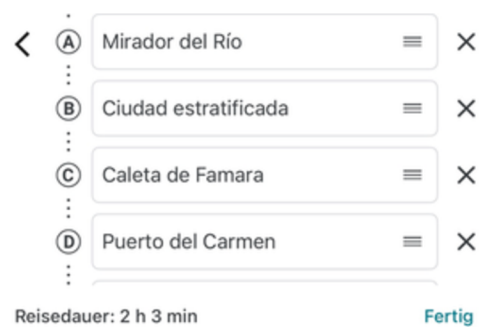 A Mirador del Río
B Ciudad estratificada
C Caleta de Famara
D Puerto del Carmen
Reisedauer: 2 h 3 min Fertig